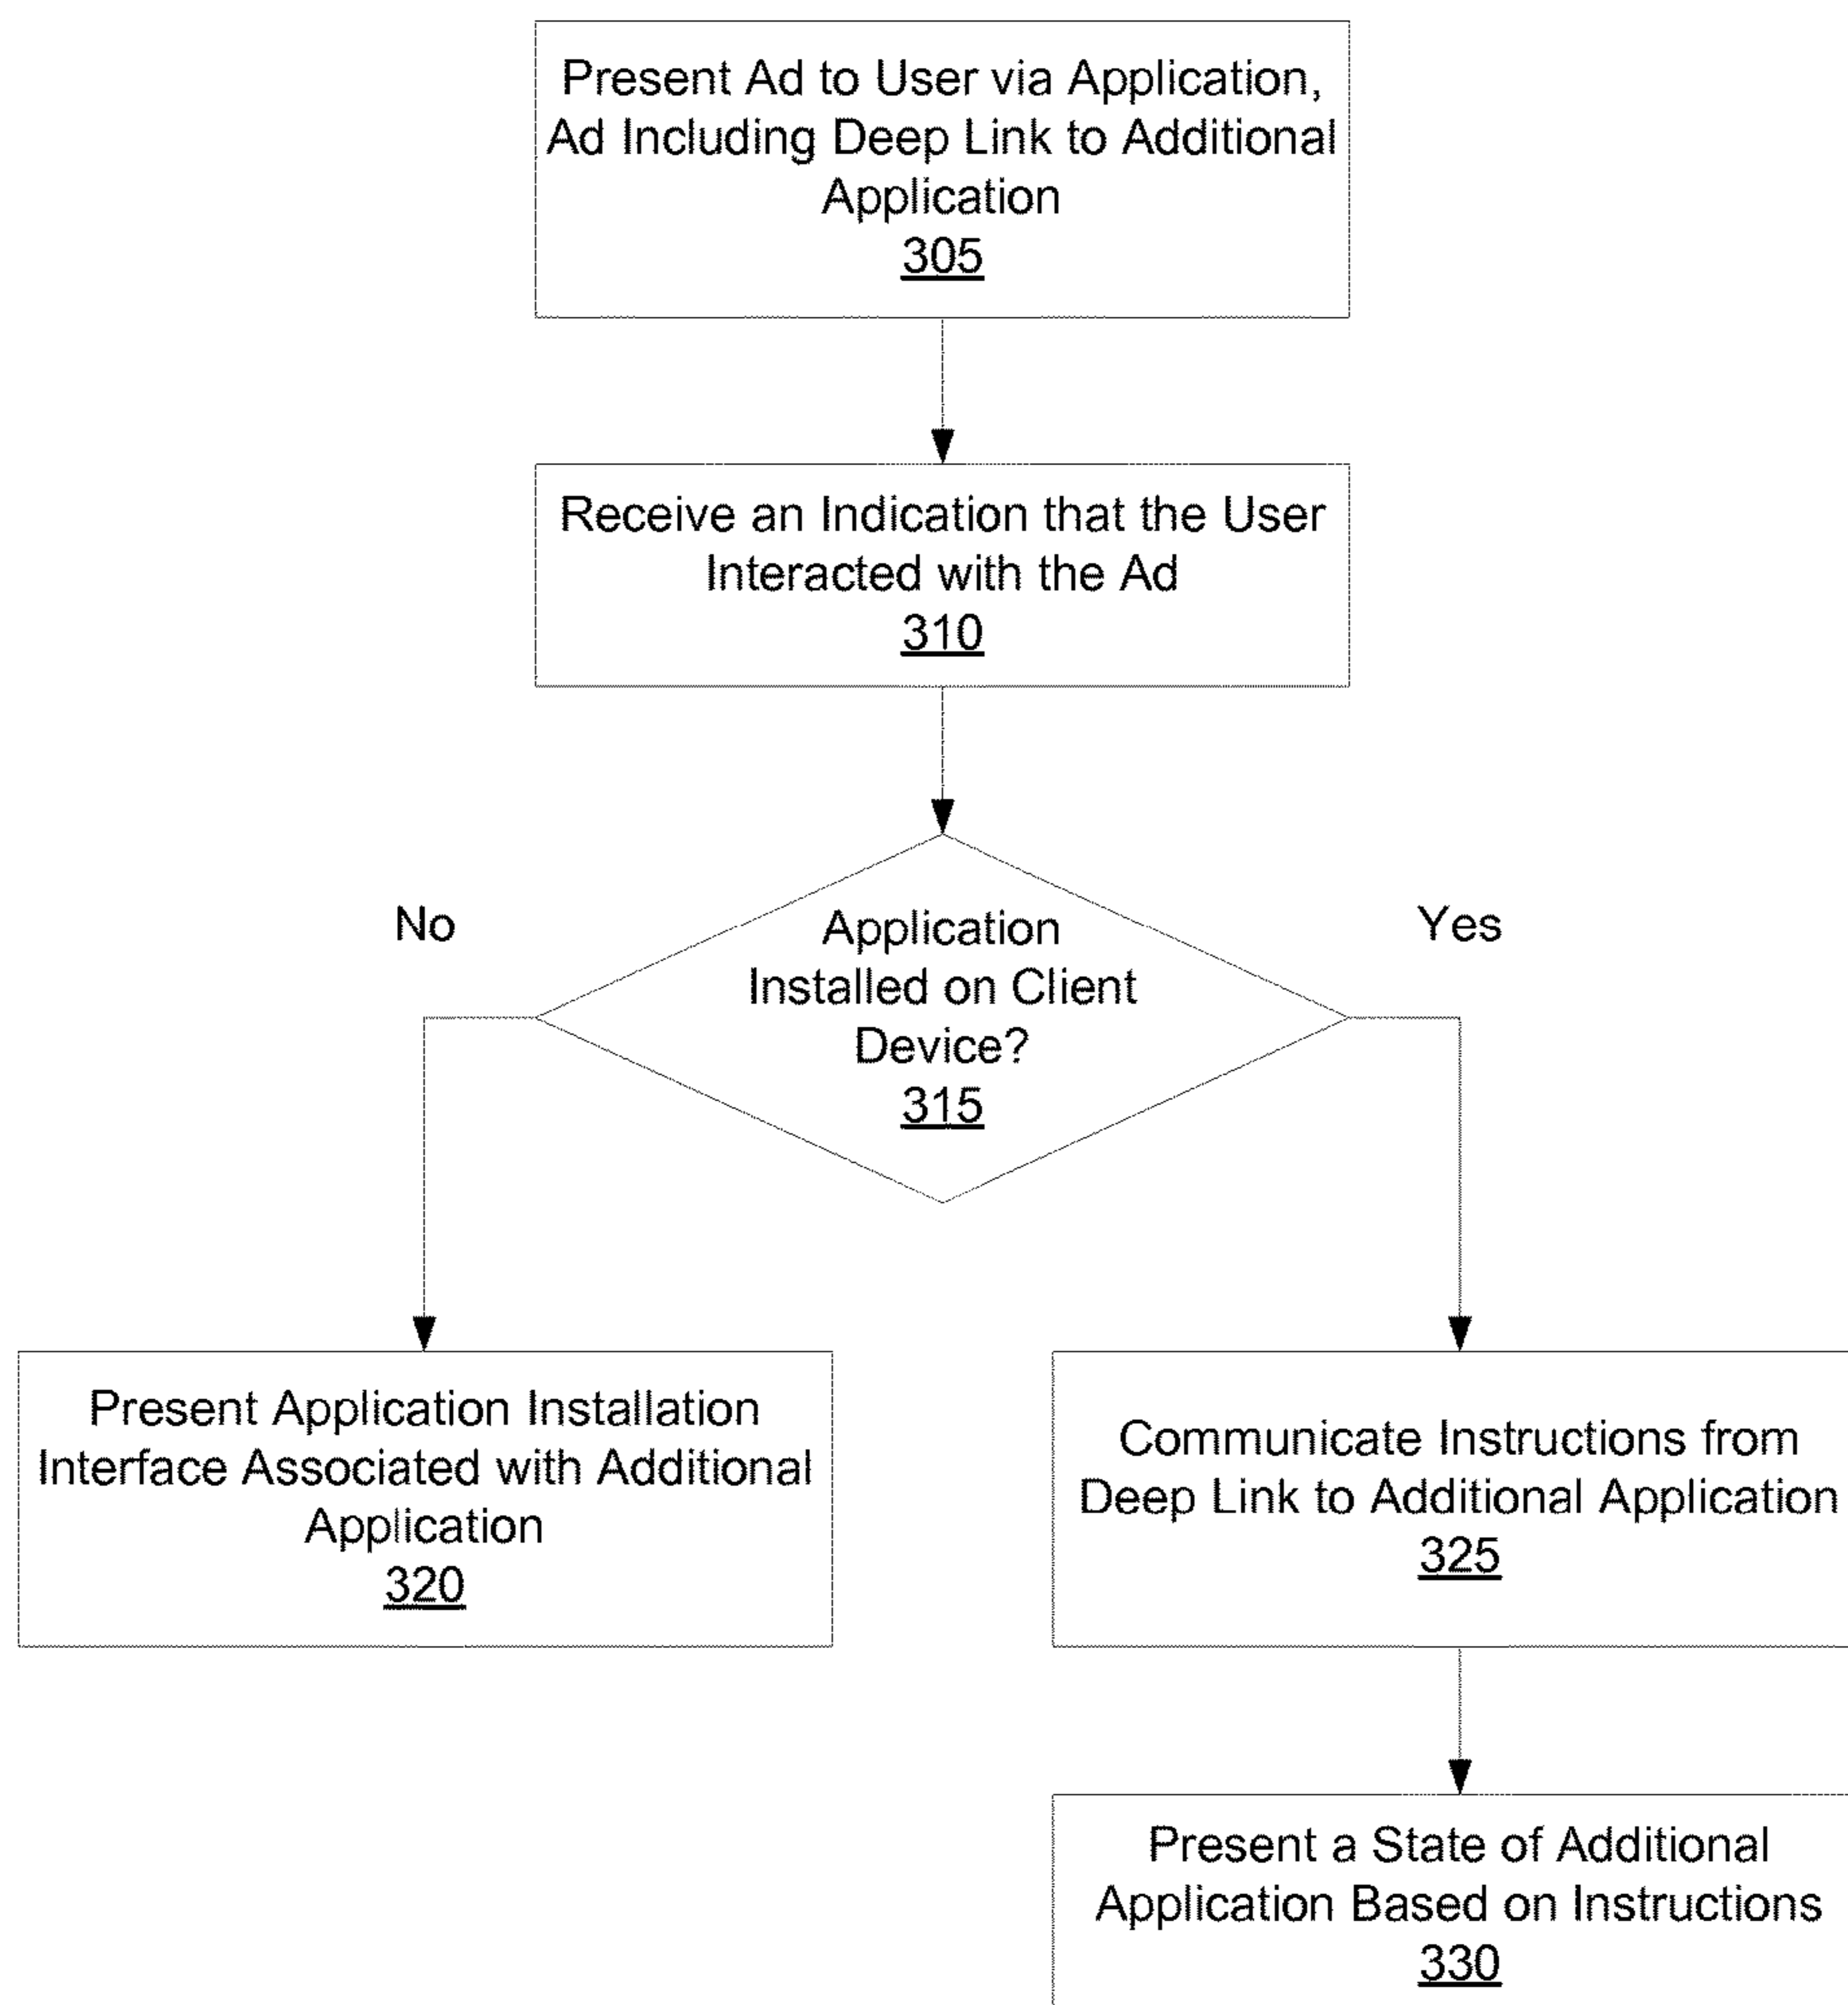 Present Ad to User via Application,
Ad Including Deep Link to Additional
Application
305
Receive an Indication that the User
Interacted with the Ad
310
No
Yes
Application
Installed on Client
Device?
315
Present Application Installation
Interface Associated with Additional
Application
320
Communicate Instructions from
Deep Link to Additional Application
325
Present a State of Additional
Application Based on Instructions
330